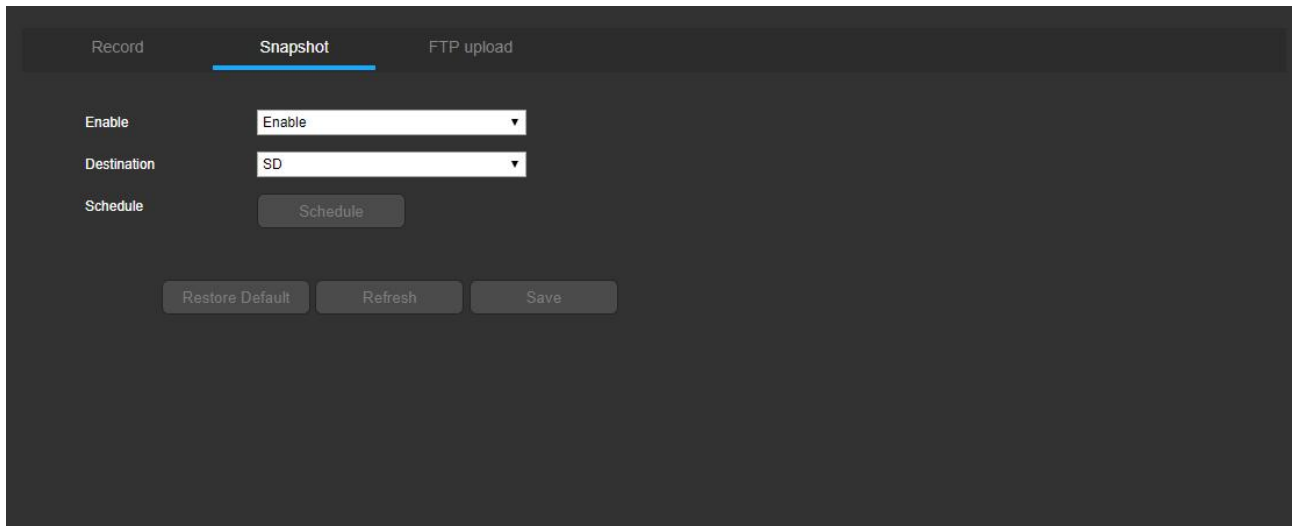 Record Snapshot FTP upload
Enable Enable
Destination SD
Schedule Schedule
Restore Default Refresh Save